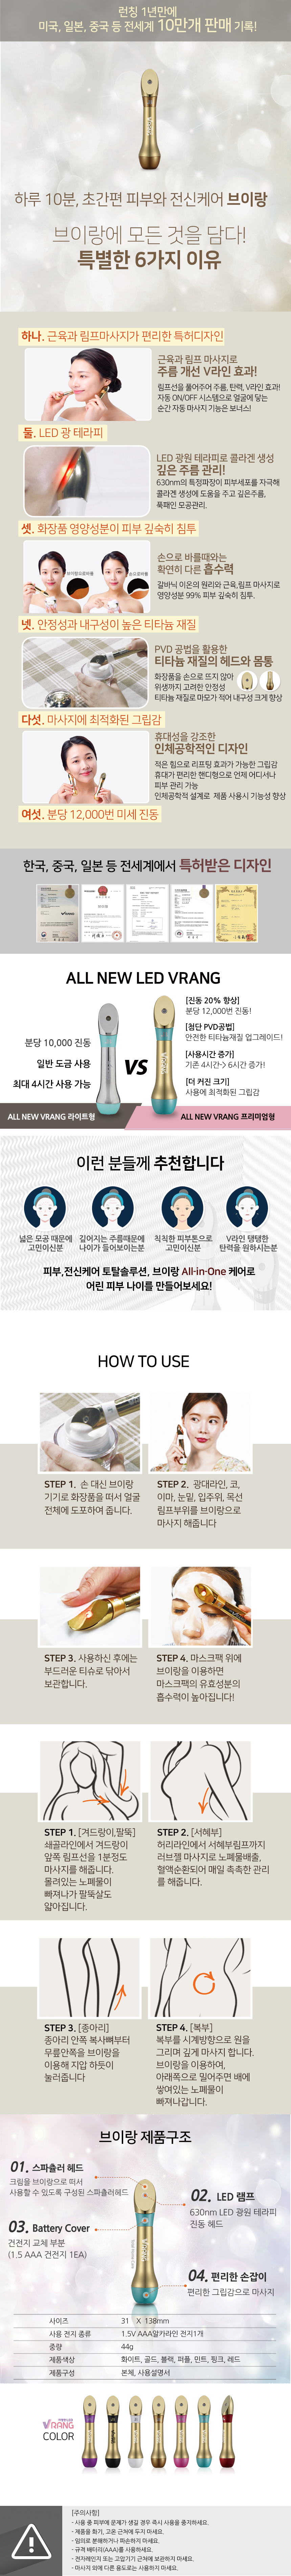 런칭 1년만에
미국, 일본, 중국 등 전세계 10만개 판매 기록!
VRANG
하루 10분, 초간편 피부와 전신케어 브이랑
브이랑에 모든 것을 담다!
특별한 6가지 이유
하나. 근육과 림프마사지가 편리한 특허디자인
근육과 림프 마사지로
주름 개선 V라인 효과!
림프선을 풀어주어 주름, 탄력, V라인 효과!
자동 ON/OFF 시스템으로 얼굴에 닿는
순간 자동 마사지 기능은 보너스!
둘. LED 광 테라피
LED 광원 테라피로 콜라겐 생성
깊은 주름 관리!
630nm의 특정파장이 피부세포를 자극해
콜라겐 생성에 도움을 주고 깊은주름,
푹패인 모공관리.
셋. 화장품 영양성분이 피부 깊숙히 침투
손으로 바를때와는
확연히 다른 흡수력
갈바닉 이온의 원리와 근육,림프 마사지로
영양성분 99% 피부 깊숙히 침투.
넷. 안정성과 내구성이 높은 티타늄 재질
PVD 공법을 활용한
티타늄 재질의 헤드와 몸통
화장품을 손으로 뜨지 않아
위생까지 고려한 안정성
티타늄 재질로 마모가 적어 내구성 크게 향상
다섯. 마사지에 최적화된 그립감
휴대성을 강조한
인체공학적인 디자인
적은 힘으로 리프팅 효과가 가능한 그립감
휴대가 편리한 핸디형으로 언제 어디서나
피부 관리 가능
인체공학적 설계로 제품 사용시 기능성 향상
여섯. 분당 12,000번 미세 진동
한국, 중국, 일본 등 전세계에서 특허받은 디자인
ALL NEW LED VRANG
분당 10,000 진동
일반 도금 사용
최대 4시간 사용 가능
VS
[진동 20% 향상]
분당 12,000번 진동!
[첨단 PVD공법]
안전한 티타늄재질 업그레이드!
[사용시간 증가]
기존 4시간-> 6시간 증가!
[더 커진 크기]
사용에 최적화된 그립감
ALL NEW VRANG 라이트형
ALL NEW VRANG 프리미엄형
이런 분들께 추천합니다
넓은 모공 때문에
고민이신분
길어지는 주름때문에
나이가 들어보이는분
칙칙한 피부톤으로
고민이신분
V라인 탱탱한
탄력을 원하시는분
피부,전신케어 토탈솔루션, 브이랑 All-in-One 케어로
어린 피부 나이를 만들어보세요!
HOW TO USE
STEP 1. 손 대신 브이랑
기기로 화장품을 떠서 얼굴
전체에 도포하여 줍니다.
STEP 2. 광대라인, 코,
이마, 눈밑, 입주위, 목선
림프부위를 브이랑으로
마사지 해줍니다
STEP 3. 사용하신 후에는
부드러운 티슈로 닦아서
보관합니다.
STEP 4. 마스크팩 위에
브이랑을 이용하면
마스크팩의 유효성분의
흡수력이 높아집니다!
STEP 1. [겨드랑이,팔뚝]
쇄골라인에서 겨드랑이
앞쪽 림프선을 1분정도
마사지를 해줍니다.
몰려있는 노폐물이
빠져나가 팔뚝살도
얇아집니다.
STEP 2. [서혜부]
허리라인에서 서혜부림프까지
러브젤 마사지로 노폐물배출,
혈액순환되어 매일 촉촉한 관리
를 해줍니다.
STEP 3. [종아리]
종아리 안쪽 복사뼈부터
무릎안쪽을 브이랑을
이용해 지압 하듯이
눌러줍니다
STEP 4. [복부]
복부를 시계방향으로 원을
그리며 깊게 마사지 합니다.
브이랑을 이용하여,
아래쪽으로 밀어주면 배에
쌓여있는 노폐물이
빠져나갑니다.
브이랑 제품구조
01. 스파츌러 헤드
크림을 브이랑으로 떠서
사용할 수 있도록 구성된 스파츌러헤드
02. LED 램프
630nm LED 광원 테라피
진동 헤드
03. Battery Cover
건전지 교체 부분
(1.5 AAA 건전지 1EA)
04. 편리한 손잡이
편리한 그립감으로 마사지
사이즈 31 X 138mm
사용 전지 종류 1.5V AAA알카라인 전지1개
중량 44g
제품색상 화이트, 골드, 블랙, 퍼플, 민트, 핑크, 레드
제품구성 본체, 사용설명서
VRANG
COLOR
[주의사항]
- 사용 중 피부에 문제가 생길 경우 즉시 사용을 중지하세요.
- 제품을 화기, 고온 근처에 두지 마세요.
- 임의로 분해하거나 파손하지 마세요.
- 규격 배터리(AAA)를 사용하세요.
- 전자레인지 또는 고압기기 근처에 보관하지 마세요.
- 마사지 외에 다른 용도로는 사용하지 마세요.